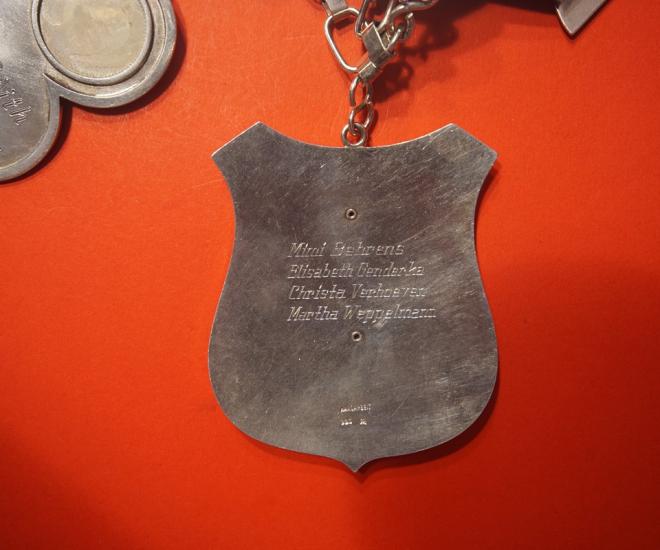 Mimi Behrens
Elisabeth Genderka
Christa Verhoeven
Martha Weppelmann